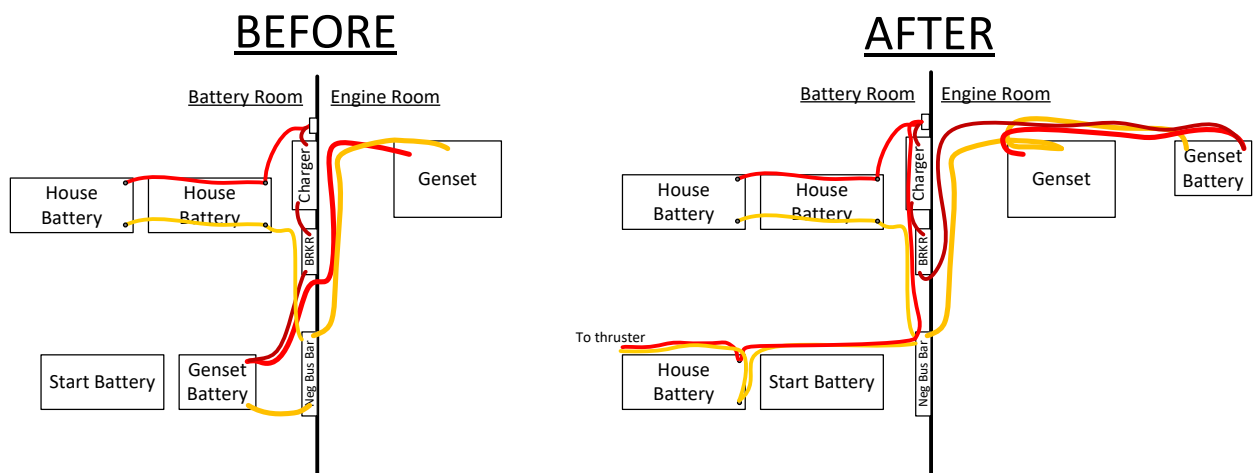 BEFORE
Battery Room
Engine Room
Charger
Genset
House
Battery
House
Battery
BRKR
Start Battery
Genset
Battery
Neg Bus Bar
AFTER
Battery Room
Engine Room
Charger
Genset
Genset
Battery
House
Battery
House
Battery
BRKR
To thruster
House
Battery
Start Battery
Neg Bus Bar